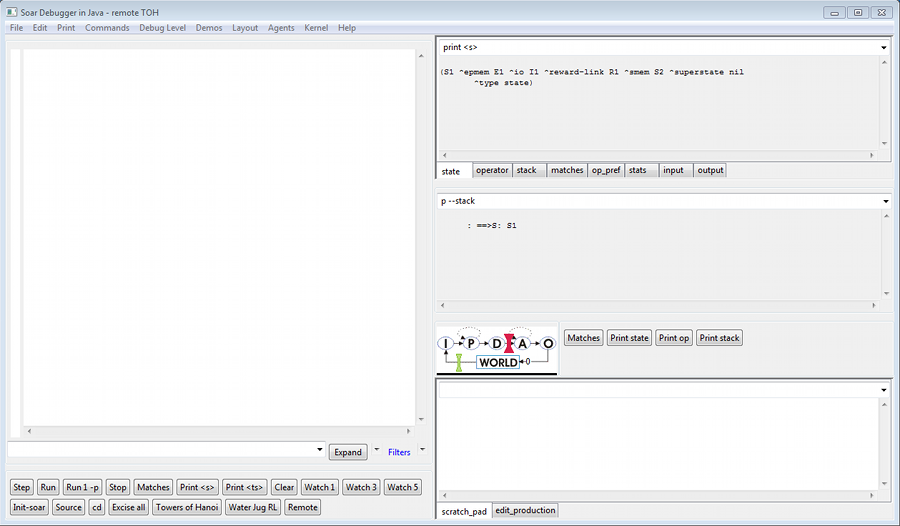 Soar Debugger in Java - remote TOH
File Edit Print Commands Debug Level Demos Layout Agents Kernel Help
print <s>
(S1 ^epmem E1 ^io I1 ^reward-link R1 ^smem S2 ^superstate nil
^type state)
state operator stack matches op_pref stats input output
p --stack
: ==>S: S1
I P D A O
WORLD 0
Matches Print state Print op Print stack
Expand Filters
Step Run Run 1 -p Stop Matches Print <s> Print <ts> Clear Watch 1 Watch 3 Watch 5
Init-soar Source cd Excise all Towers of Hanoi Water Jug RL Remote
scratch_pad edit_production